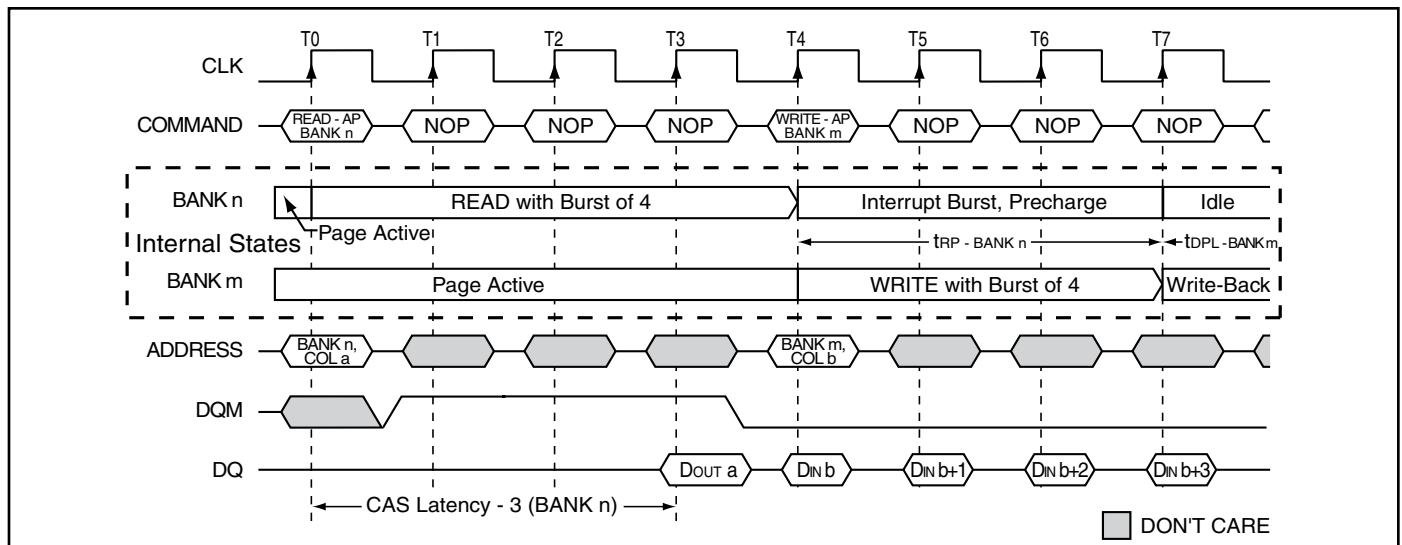 T0 T1 T2 T3 T4 T5 T6 T7
CLK
COMMAND READ - AP BANK n NOP NOP NOP WRITE - AP BANK m NOP NOP NOP
BANK n READ with Burst of 4 Interrupt Burst, Precharge Idle
Internal States Page Active tRP - BANK n tDPL - BANK m
BANK m Page Active WRITE with Burst of 4 Write-Back
ADDRESS BANK n, COL a BANK m, COL b
DQM
DQ DOUT a DIN b DIN b+1 DIN b+2 DIN b+3
CAS Latency - 3 (BANK n)
DON'T CARE